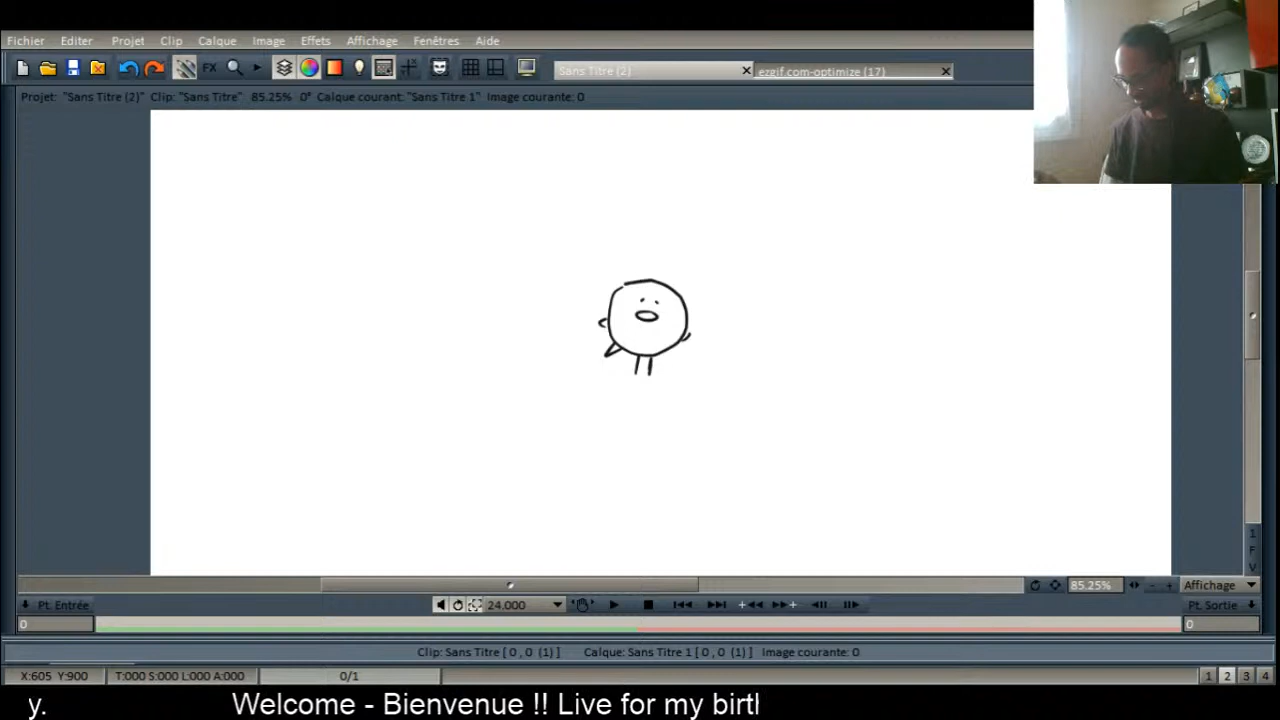 Fichier Editer Projet Clip Calque Image Effets Affichage Fenêtres Aide
FX Sans Titre (2) ezgif.com-optimize (17)
Projet: "Sans Titre (2)" Clip: "Sans Titre" 85.25% 0° Calque courant: "Sans Titre 1" Image courante: 0
1
F
V
85.25% Affichage
Pt. Entrée 24.000 Pt. Sortie
0 0
Clip: Sans Titre [ 0 , 0 (1) ] Calque: Sans Titre 1 [ 0 , 0 (1) ] Image courante: 0
X:605 Y:900 T:000 S:000 L:000 A:000 0/1 1 2 3 4
y. Welcome - Bienvenue !! Live for my birt